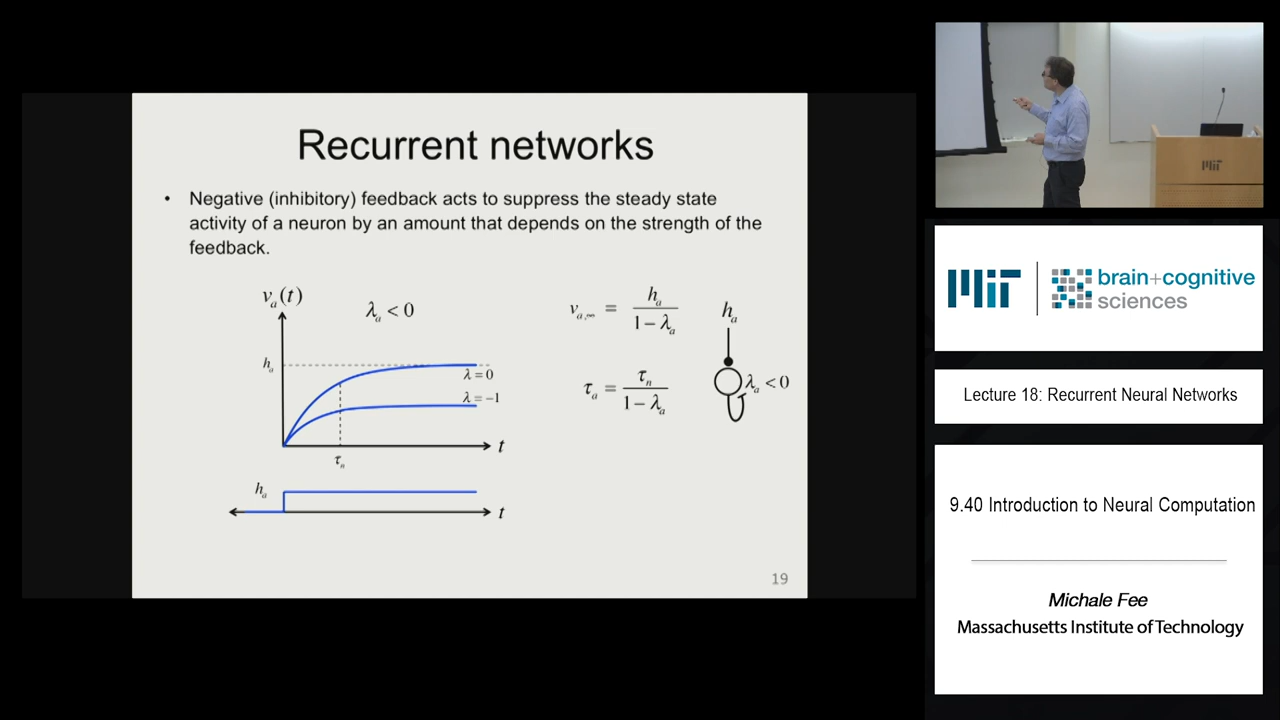 Recurrent networks
• Negative (inhibitory) feedback acts to suppress the steady state
activity of a neuron by an amount that depends on the strength of the
feedback.
v_a(t)
λ_a < 0
h_a
λ = 0
λ = −1
t
τ_n
h_a
t
v_{a,∞} = h_a / (1 − λ_a)
τ_a = τ_n / (1 − λ_a)
h_a
λ_a < 0
19
MIT
MIT
brain+cognitive
sciences
Lecture 18: Recurrent Neural Networks
9.40 Introduction to Neural Computation
Michale Fee
Massachusetts Institute of Technology